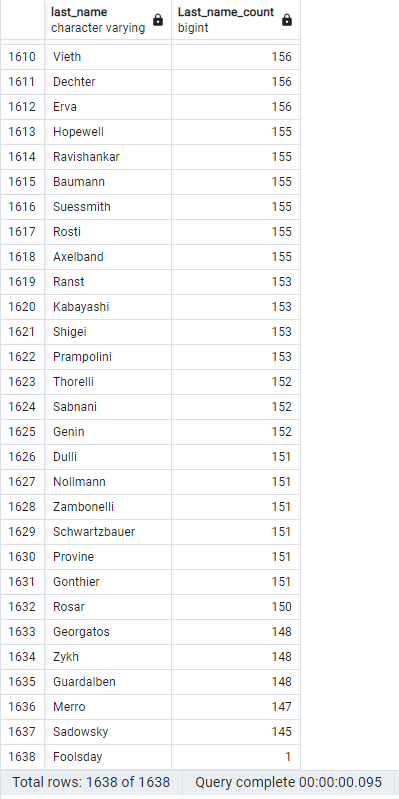 last_name Last_name_count
character varying bigint
1610 Vieth 156
1611 Dechter 156
1612 Erva 156
1613 Hopewell 155
1614 Ravishankar 155
1615 Baumann 155
1616 Suessmith 155
1617 Rosti 155
1618 Axelband 155
1619 Ranst 153
1620 Kabayashi 153
1621 Shigei 153
1622 Prampolini 153
1623 Thorelli 152
1624 Sabnani 152
1625 Genin 152
1626 Dulli 151
1627 Nollmann 151
1628 Zambonelli 151
1629 Schwartzbauer 151
1630 Provine 151
1631 Gonthier 151
1632 Rosar 150
1633 Georgatos 148
1634 Zykh 148
1635 Guardalben 148
1636 Merro 147
1637 Sadowsky 145
1638 Foolsday 1
Total rows: 1638 of 1638 Query complete 00:00:00.095